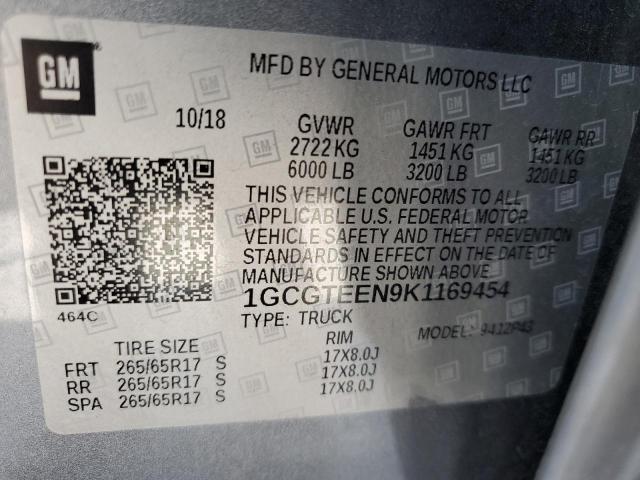 GM
MFD BY GENERAL MOTORS LLC
10/18
GVWR GAWR FRT GAWR RR
2722 KG 1451 KG 1451 KG
6000 LB 3200 LB 3200 LB
THIS VEHICLE CONFORMS TO ALL
APPLICABLE U.S. FEDERAL MOTOR
VEHICLE SAFETY AND THEFT PREVENTION
STANDARDS IN EFFECT ON THE DATE OF
MANUFACTURE SHOWN ABOVE
1GCGTEEN9K1169454
464C
TYPE: TRUCK MODEL: 9412P43
TIRE SIZE RIM
FRT 265/65R17 S 17X8.0J
RR 265/65R17 S 17X8.0J
SPA 265/65R17 S 17X8.0J